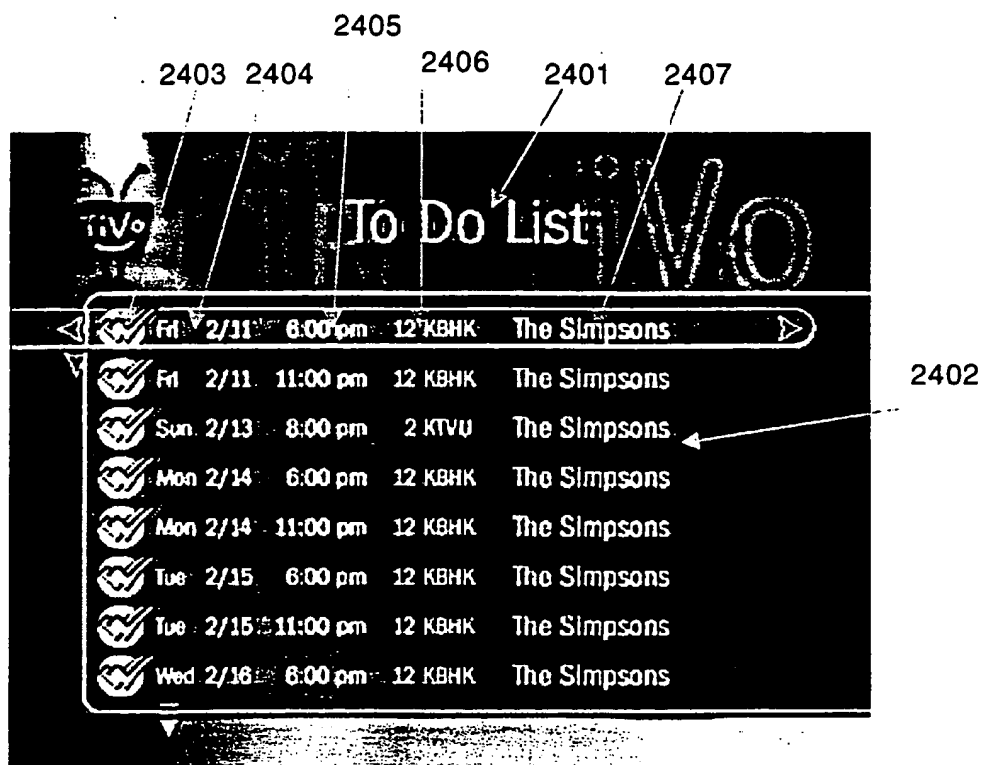 2405
2403 2404 2406 2401 2407
TiVo
To Do List
iVo
Fri 2/11 6:00 pm 12 KBHK The Simpsons
Fri 2/11 11:00 pm 12 KBHK The Simpsons
2402
Sun 2/13 8:00 pm 2 KTVU The Simpsons
Mon 2/14 6:00 pm 12 KBHK The Simpsons
Mon 2/14 11:00 pm 12 KBHK The Simpsons
Tue 2/15 6:00 pm 12 KBHK The Simpsons
Tue 2/15 11:00 pm 12 KBHK The Simpsons
Wed 2/16 6:00 pm 12 KBHK The Simpsons